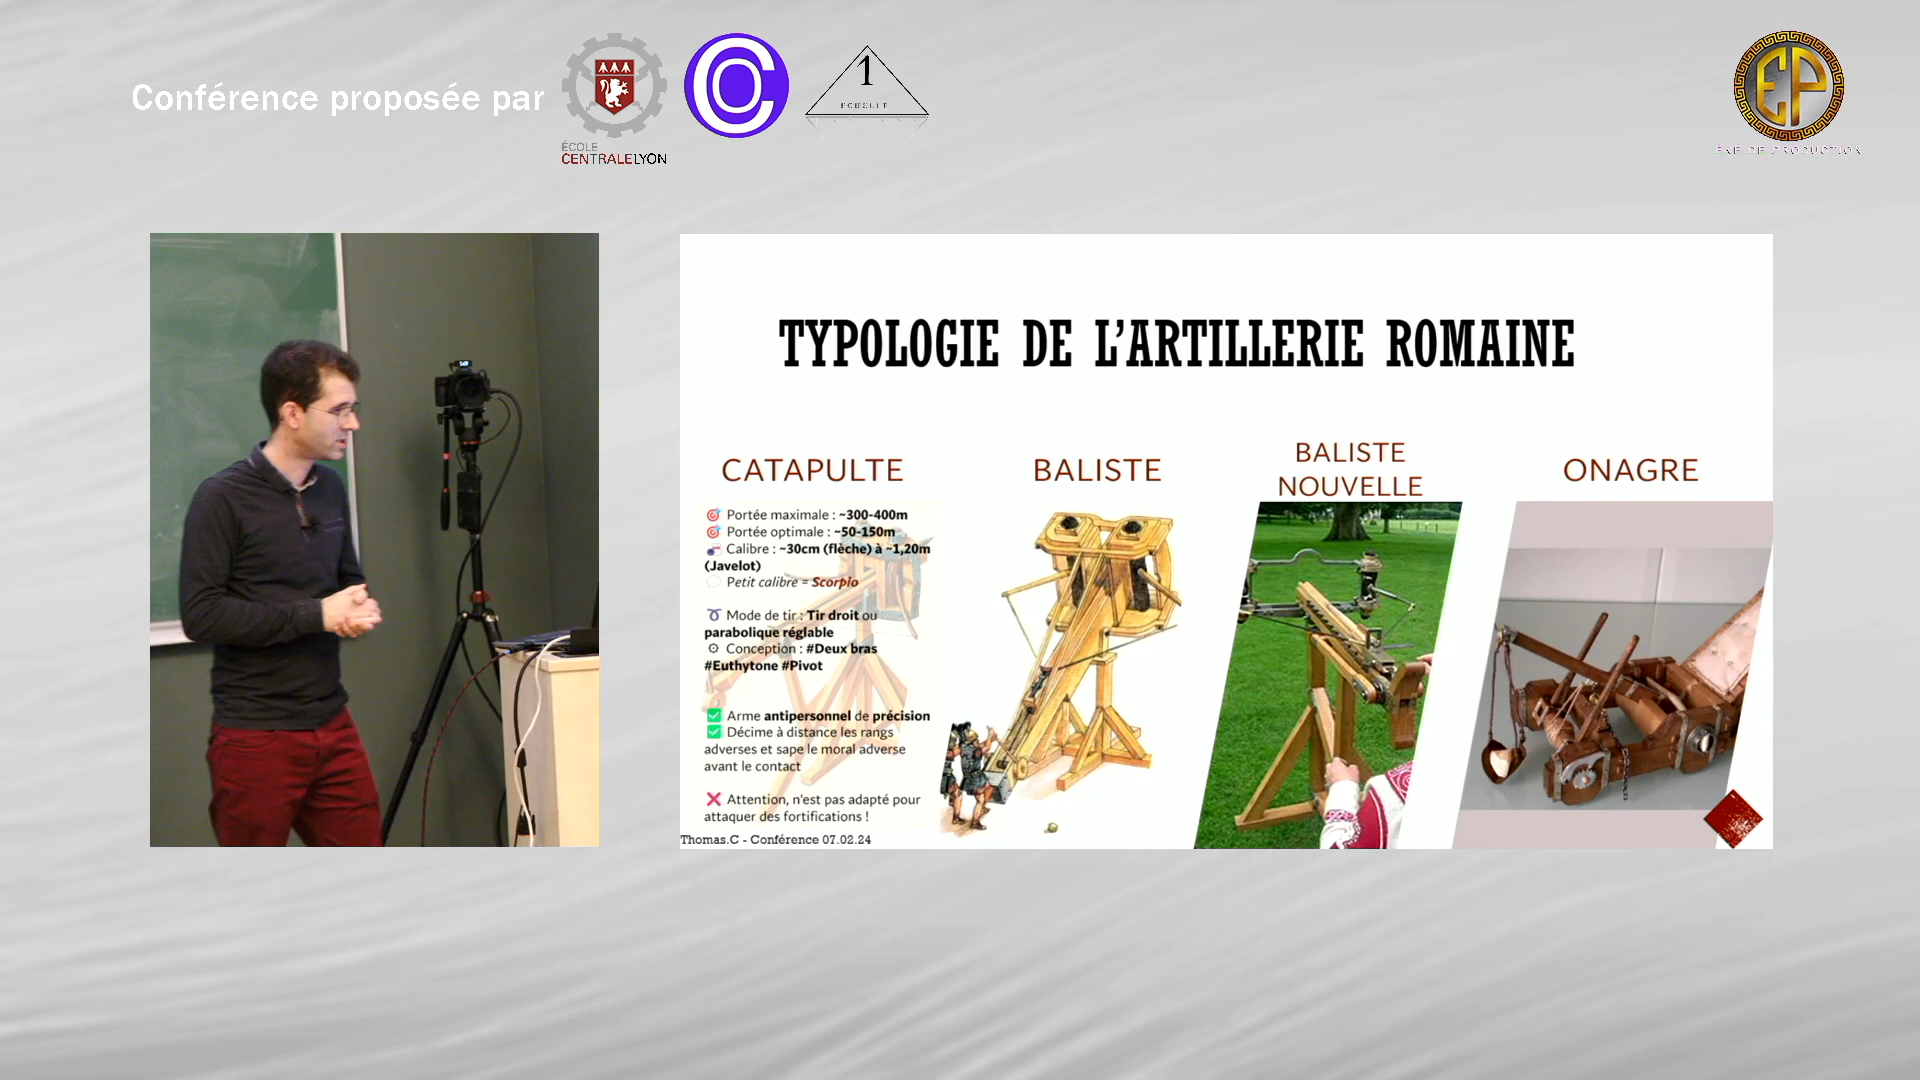 Conférence proposée par
ÉCOLE
CENTRALELYON
1
ECHELLE
EP
TYPOLOGIE DE L'ARTILLERIE ROMAINE
CATAPULTE
BALISTE
BALISTE
NOUVELLE
ONAGRE
Portée maximale : ~300-400m
Portée optimale : ~50-150m
Calibre : ~30cm (flèche) à ~1,20m
(Javelot)
Petit calibre = Scorpio
Mode de tir : Tir droit ou
parabolique réglable
Conception : #Deux bras
#Euthytone #Pivot
Arme antipersonnel de précision
Décime à distance les rangs
adverses et sape le moral adverse
avant le contact
Attention, n'est pas adapté pour
attaquer des fortifications !
Thomas.C - Conférence 07.02.24